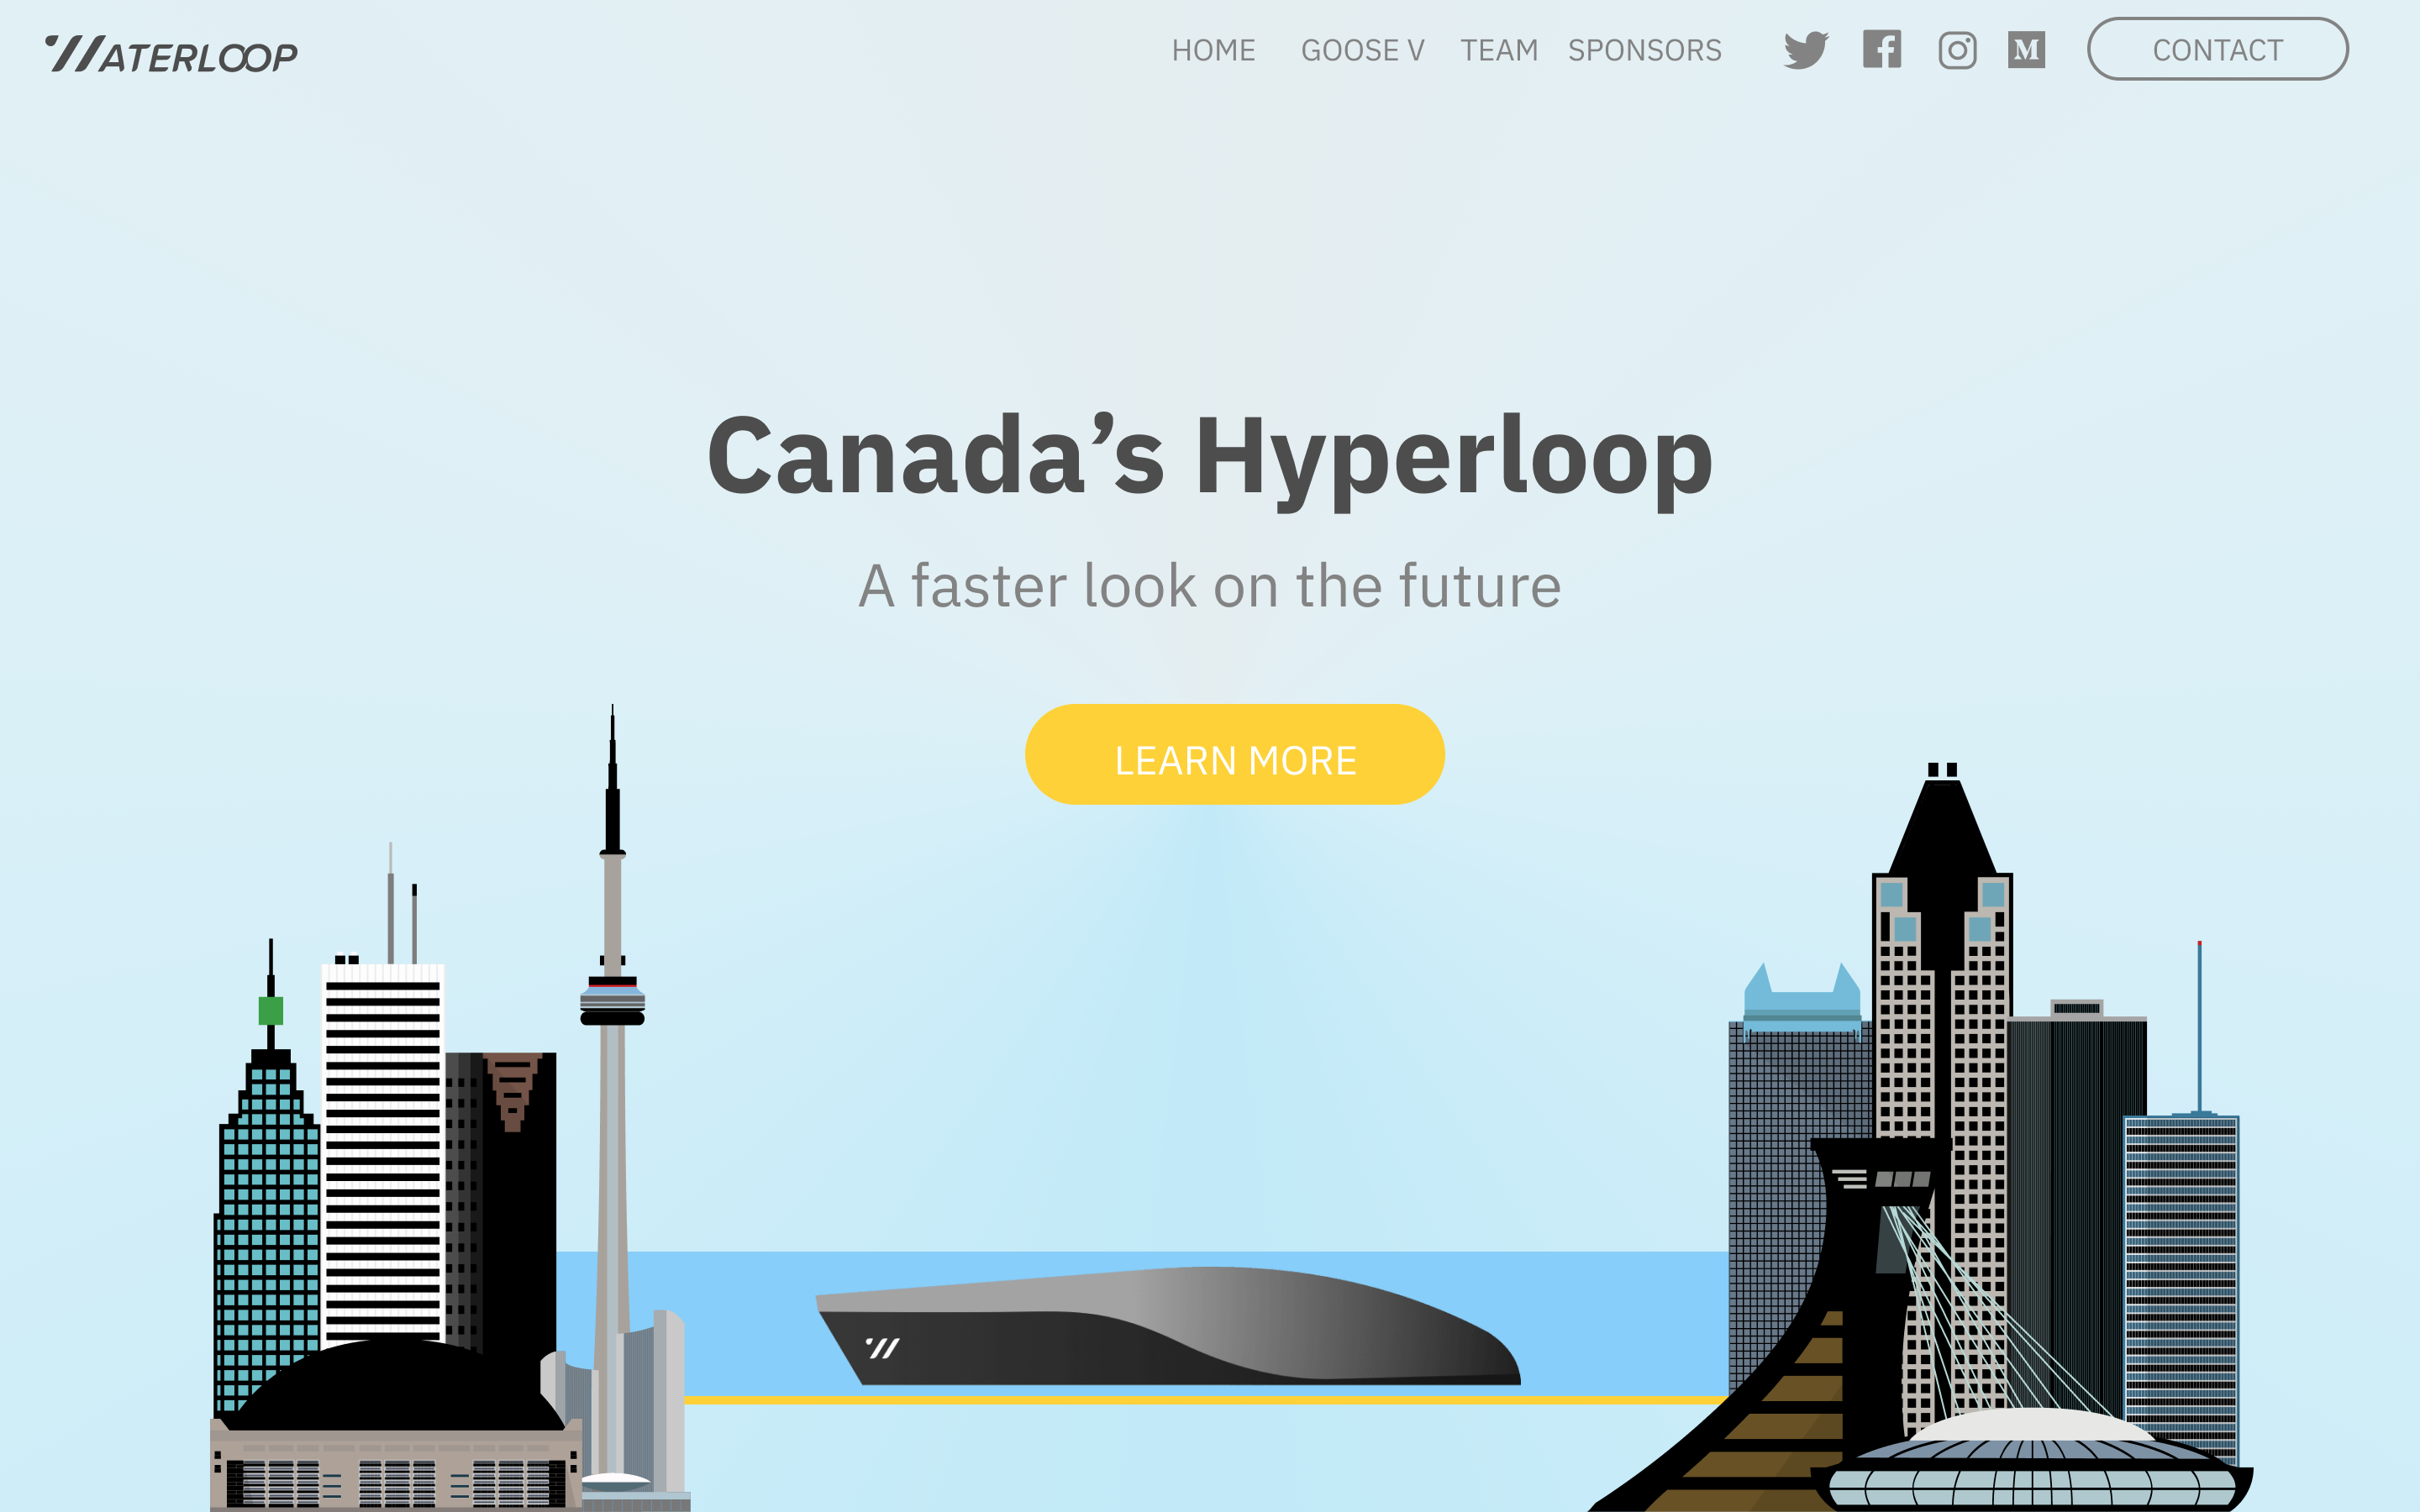 WATERLOOP
HOME GOOSE V TEAM SPONSORS CONTACT
Canada’s Hyperloop
A faster look on the future
LEARN MORE